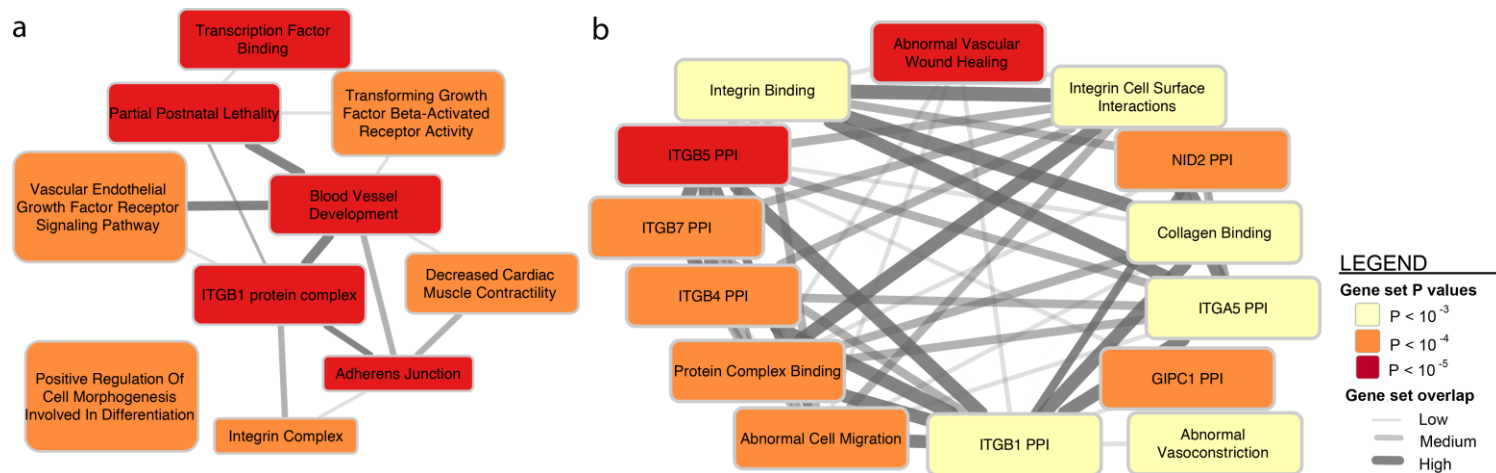 a
Transcription Factor
Binding
Partial Postnatal Lethality
Transforming Growth
Factor Beta-Activated
Receptor Activity
Vascular Endothelial
Growth Factor Receptor
Signaling Pathway
Blood Vessel
Development
ITGB1 protein complex
Decreased Cardiac
Muscle Contractility
Positive Regulation Of
Cell Morphogenesis
Involved In Differentiation
Adherens Junction
Integrin Complex
b
Abnormal Vascular
Wound Healing
Integrin Binding
Integrin Cell Surface
Interactions
ITGB5 PPI
NID2 PPI
ITGB7 PPI
Collagen Binding
ITGB4 PPI
ITGA5 PPI
Protein Complex Binding
GIPC1 PPI
Abnormal Cell Migration
ITGB1 PPI
Abnormal
Vasoconstriction
LEGEND
Gene set P values
P < 10 -3
P < 10 -4
P < 10 -5
Gene set overlap
Low
Medium
High